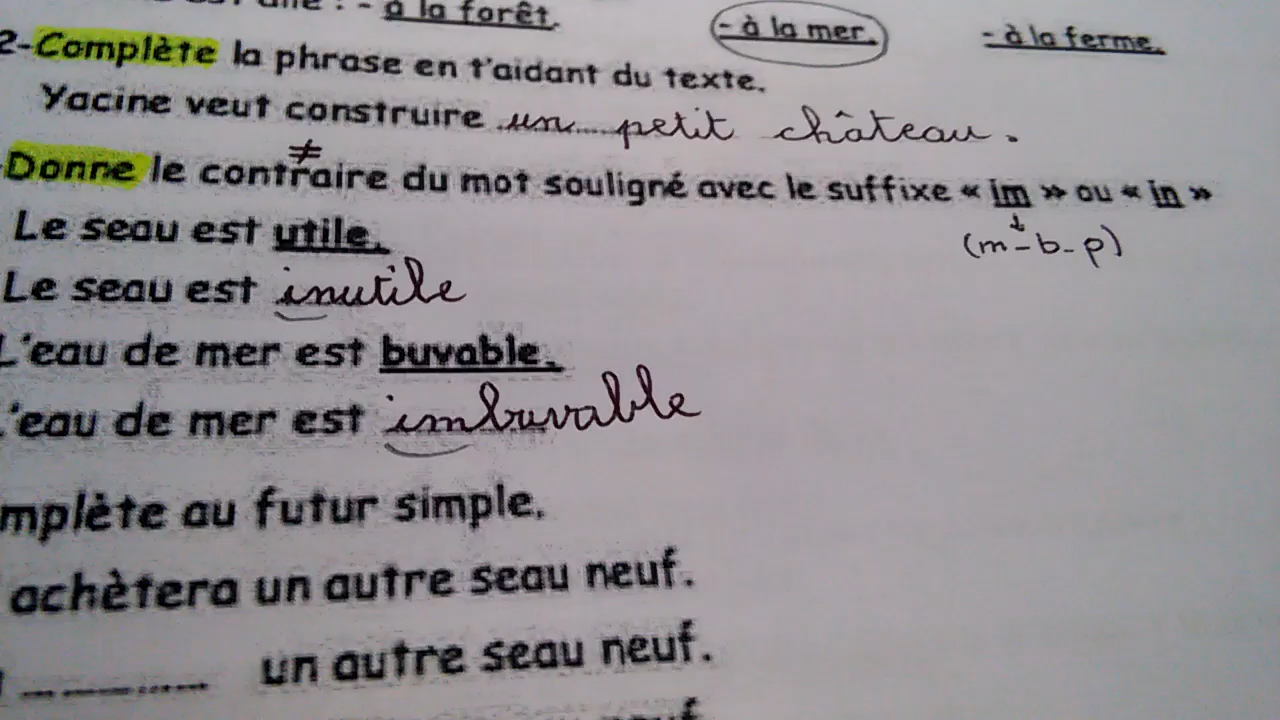 - à la forêt. - à la mer. - à la ferme.
2-Complète la phrase en t'aidant du texte.
Yacine veut construire un petit château.
≠
Donne le contraire du mot souligné avec le suffixe « im » ou « in »
(m-b-p)
Le seau est utile.
Le seau est inutile
L'eau de mer est buvable.
L'eau de mer est imbuvable
mplète au futur simple.
achètera un autre seau neuf.
............ un autre seau neuf.